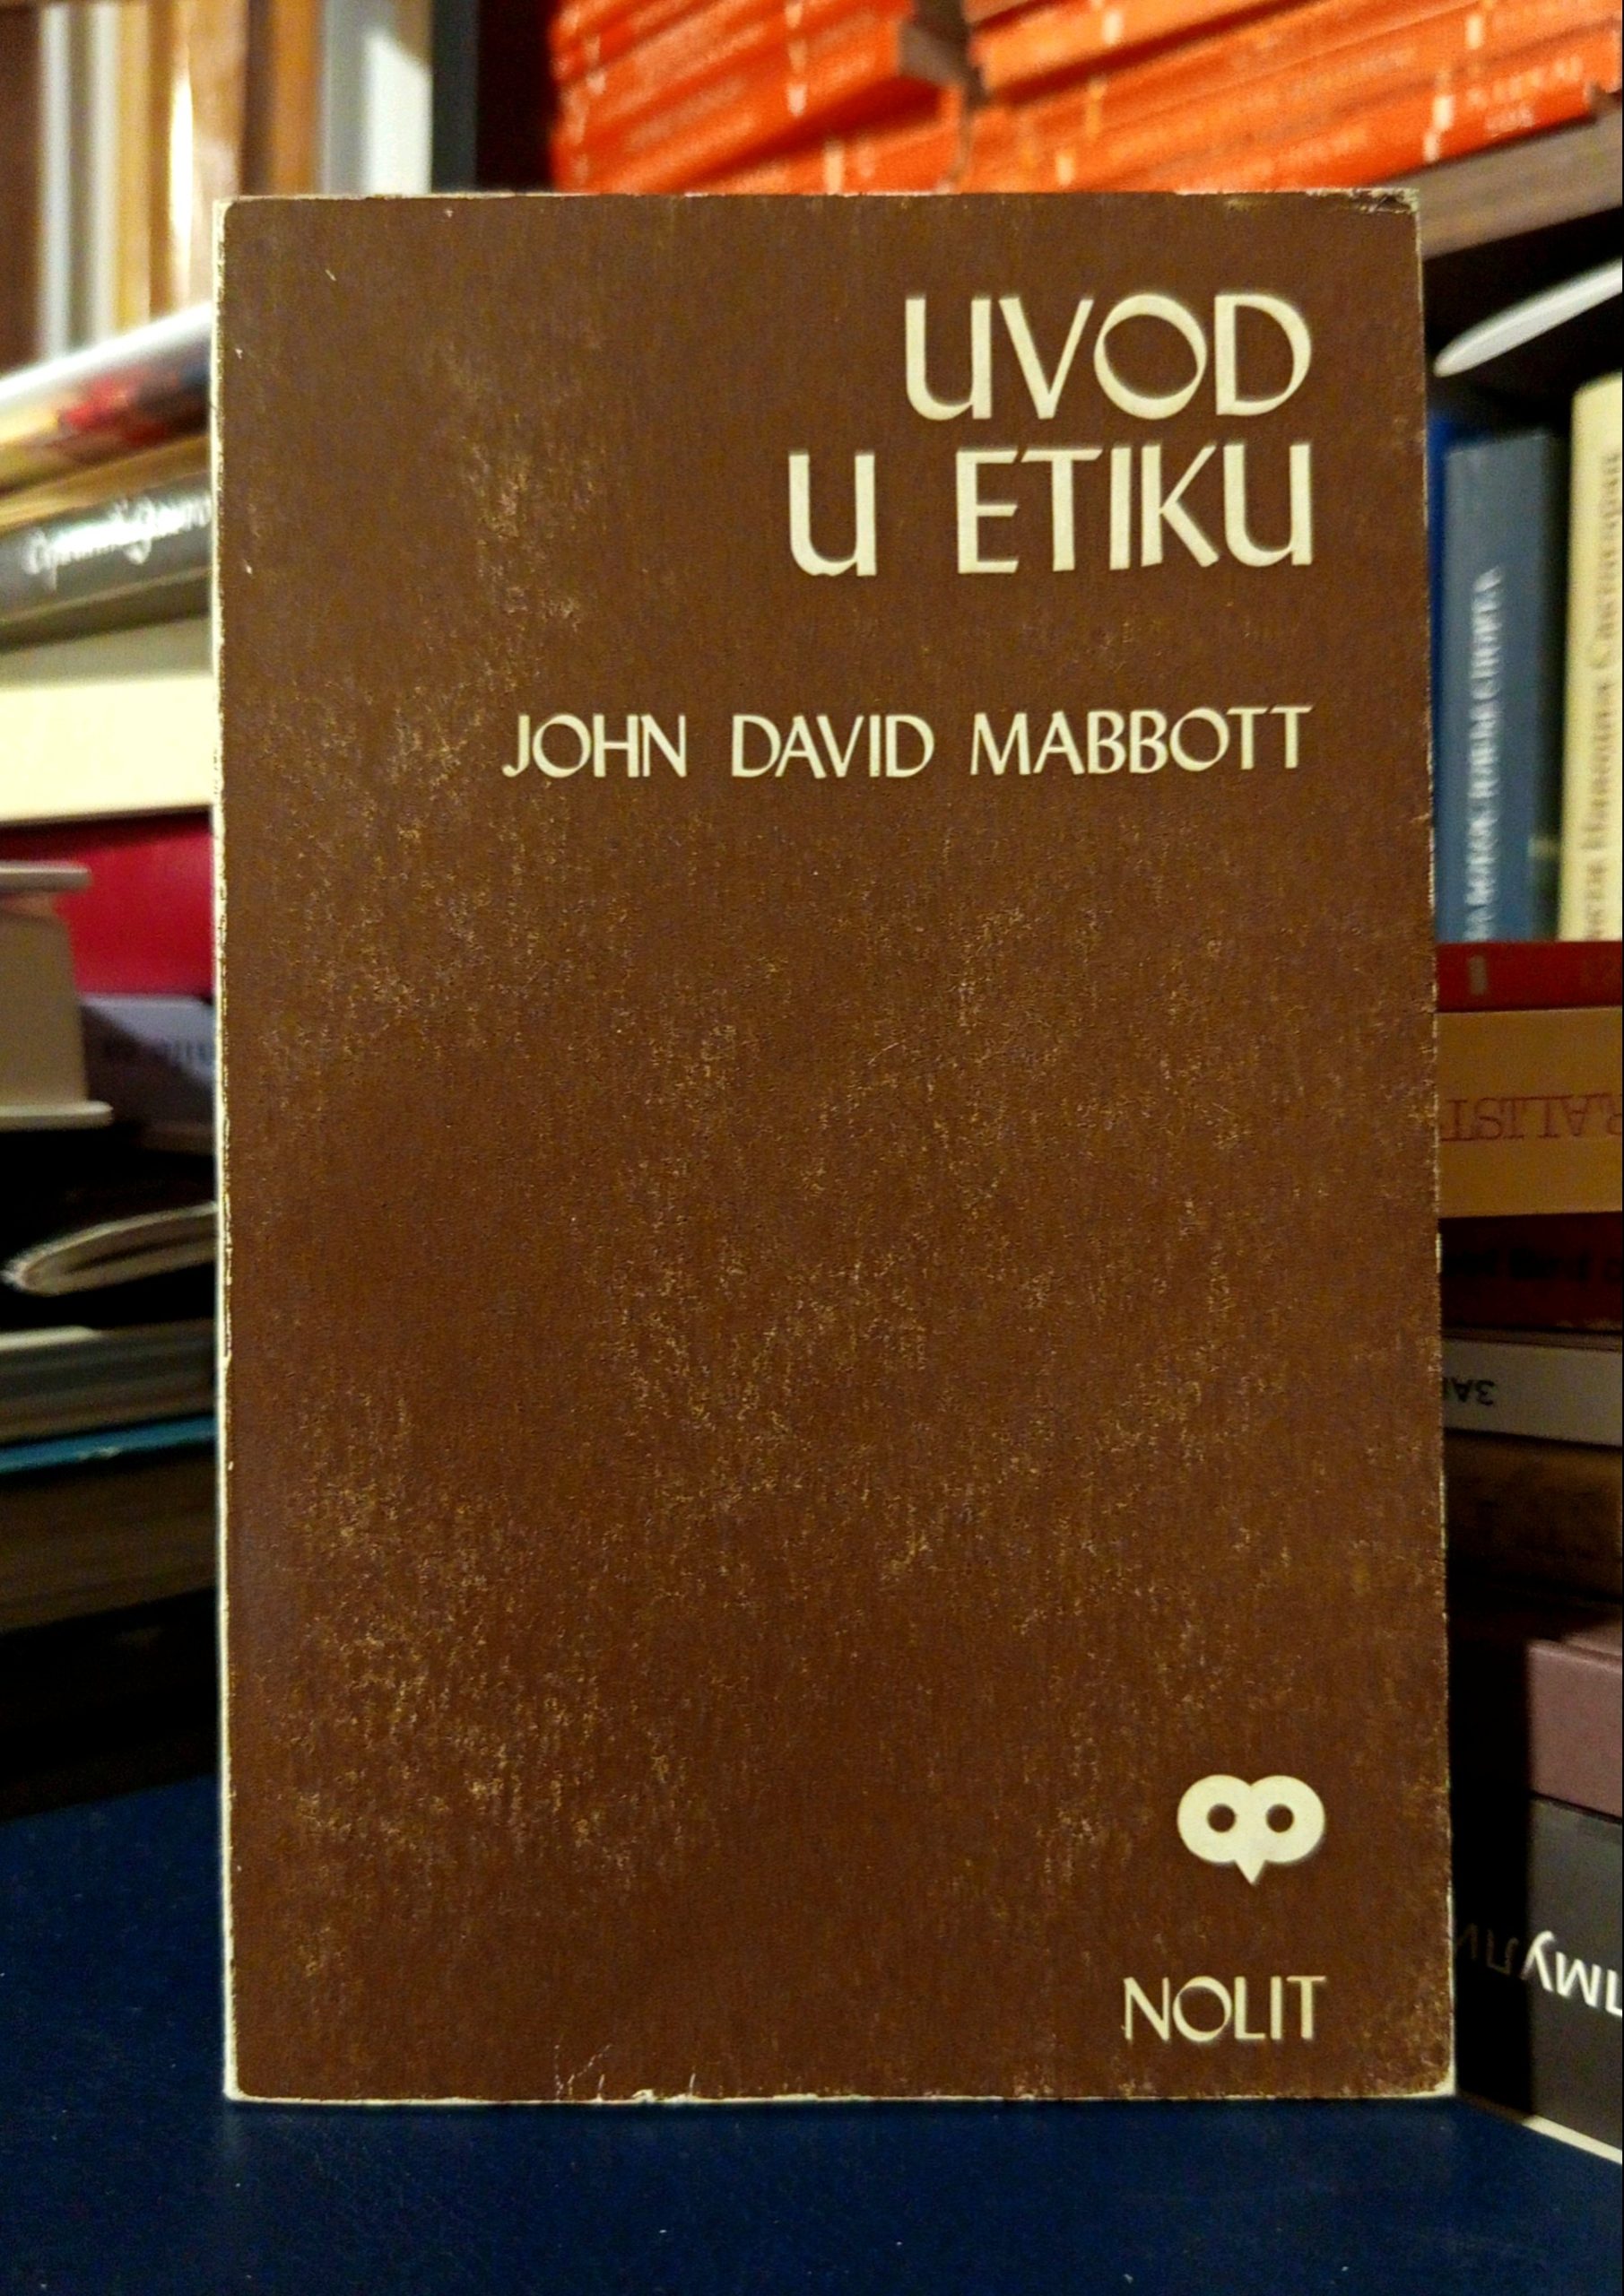 UVOD
U ETIKU
JOHN DAVID MABBOTT
NOLIT